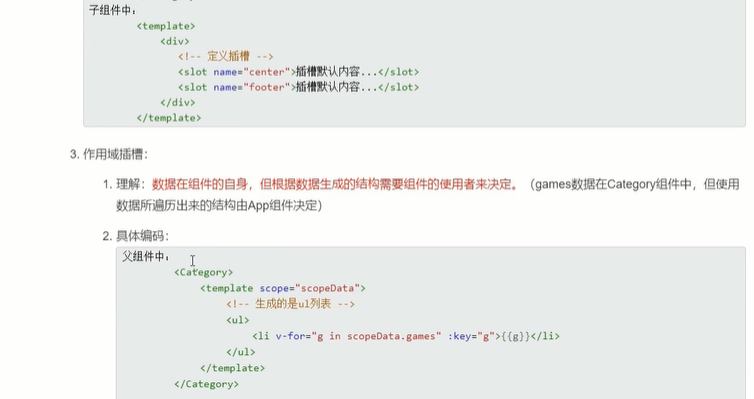 子组件中：
<template>
<div>
<!-- 定义插槽 -->
<slot name="center">插槽默认内容...</slot>
<slot name="footer">插槽默认内容...</slot>
</div>
</template>
3. 作用域插槽：
1. 理解：数据在组件的自身，但根据数据生成的结构需要组件的使用者来决定。（games数据在Category组件中，但使用
数据所遍历出来的结构由App组件决定）
2. 具体编码：
父组件中：
<Category>
<template scope="scopeData">
<!-- 生成的是ul列表 -->
<ul>
<li v-for="g in scopeData.games" :key="g">{{g}}</li>
</ul>
</template>
</Category>